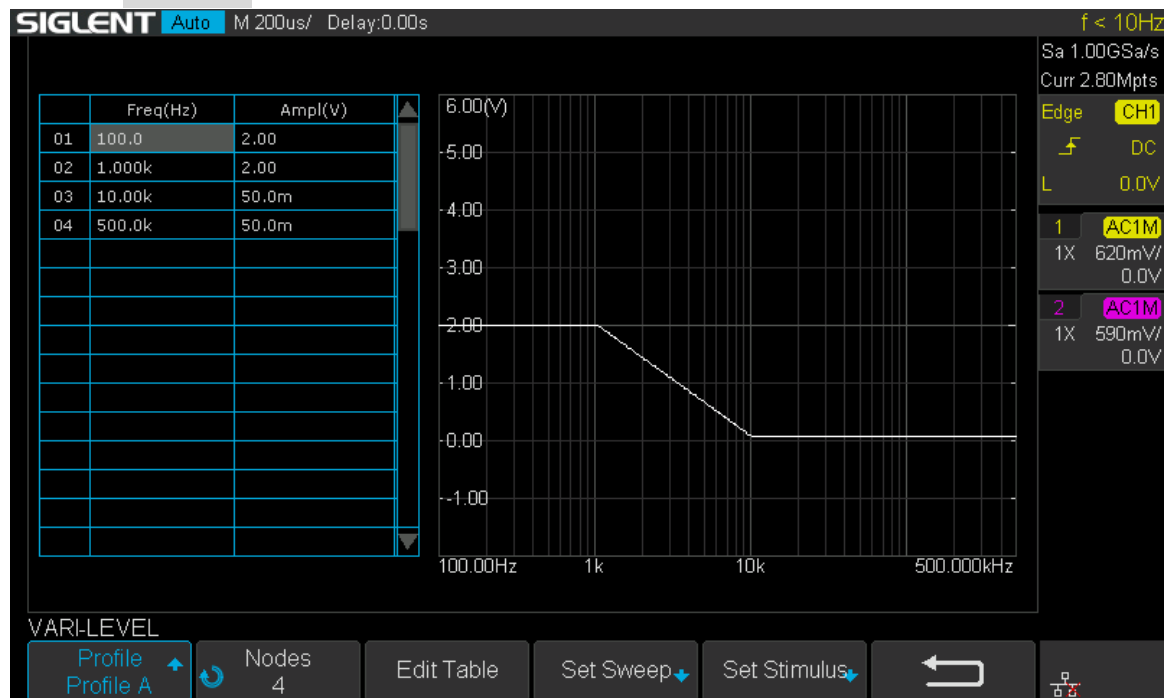 SIGLENT Auto M 200us/ Delay:0.00s f < 10Hz
Sa 1.00GSa/s
Curr 2.80Mpts
Edge CH1
DC
L 0.0V
1 AC1M
1X 620mV/
0.0V
2 AC1M
1X 590mV/
0.0V
Freq(Hz) Ampl(V)
01 100.0 2.00
02 1.000k 2.00
03 10.00k 50.0m
04 500.0k 50.0m
6.00(V)
5.00
4.00
3.00
2.00
1.00
0.00
-1.00
100.00Hz 1k 10k 500.000kHz
VARI-LEVEL
Profile Nodes Edit Table Set Sweep Set Stimulus
Profile A 4